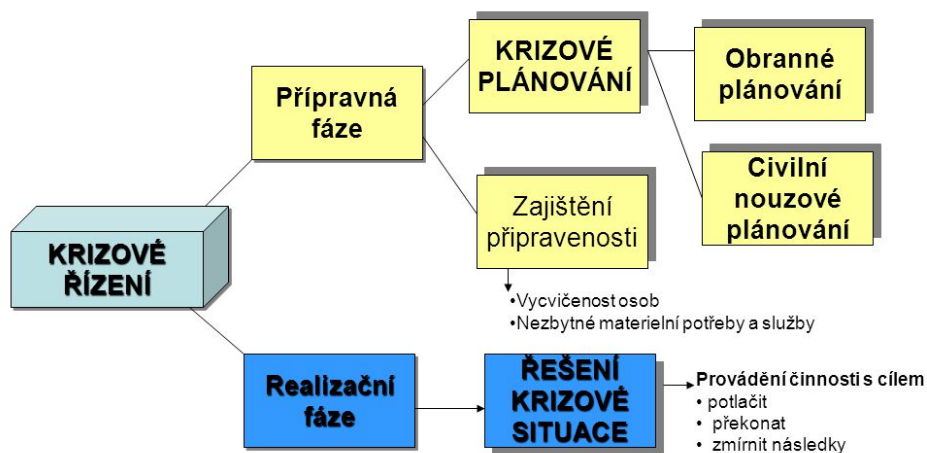 KRIZOVÉ
PLÁNOVÁNÍ
Obranné
plánování
Přípravná
fáze
Civilní
nouzové
plánování
Zajištění
připravenosti
KRIZOVÉ
ŘÍZENÍ
•Vycvičenost osob
•Nezbytné materielní potřeby a služby
Realizační
fáze
ŘEŠENÍ
KRIZOVÉ
SITUACE
Provádění činnosti s cílem
• potlačit
• překonat
• zmírnit následky